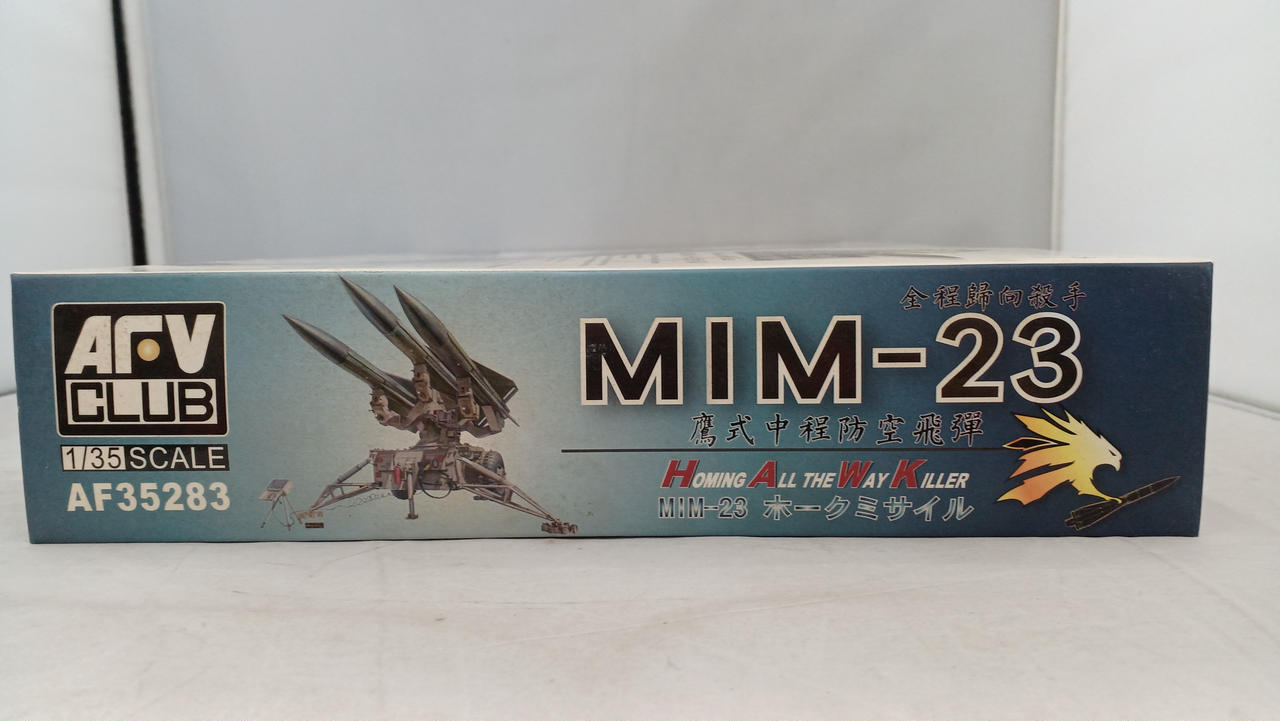 AFV
CLUB
1/35 SCALE
AF35283
全程歸向殺手
MIM-23
鷹式中程防空飛彈
HOMING ALL THE WAY KILLER
MIM-23 ホークミサイル